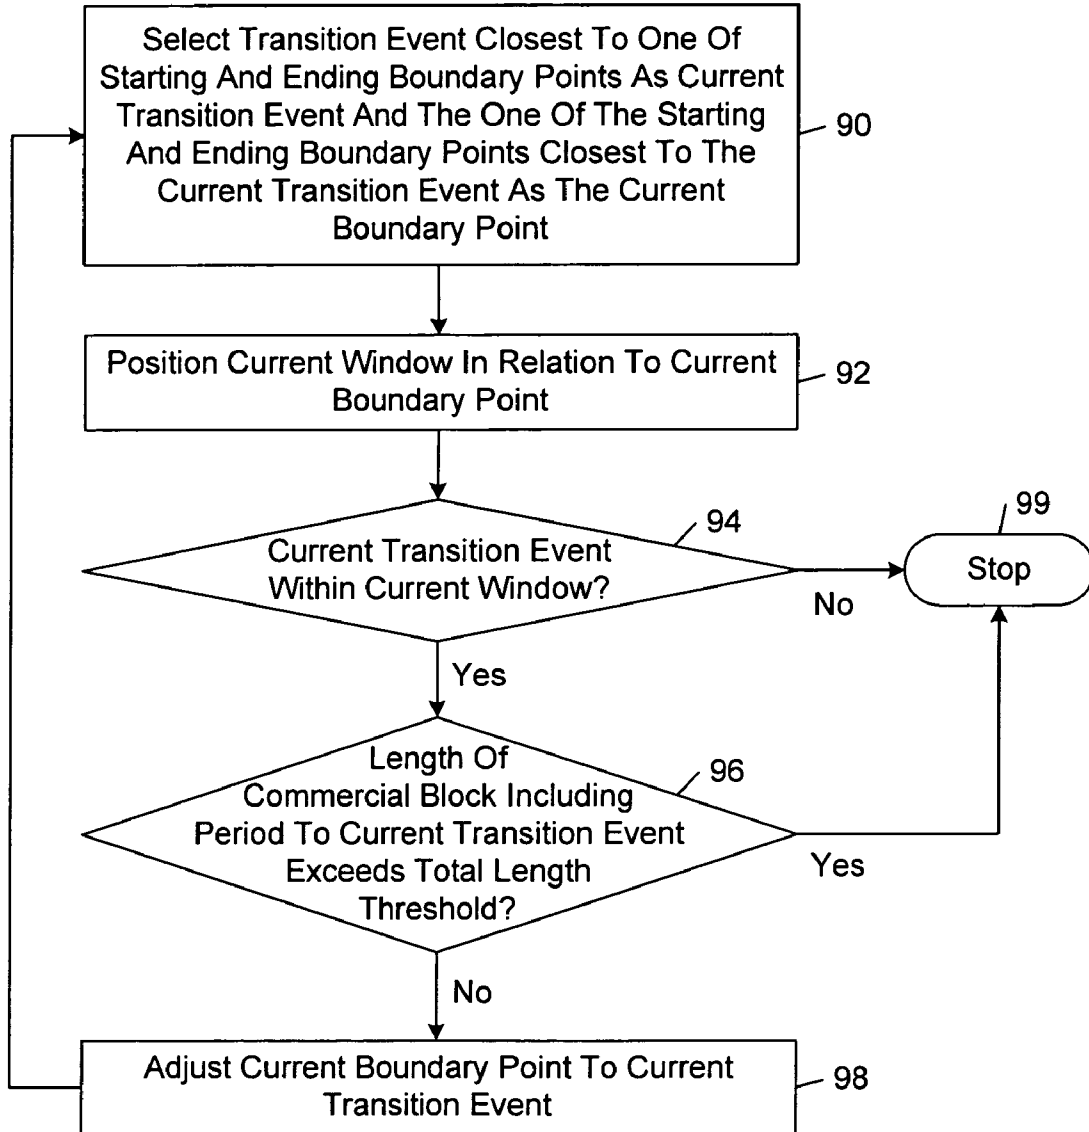 Select Transition Event Closest To One Of
Starting And Ending Boundary Points As Current
Transition Event And The One Of The Starting
And Ending Boundary Points Closest To The
Current Transition Event As The Current
Boundary Point
90
Position Current Window In Relation To Current
Boundary Point
92
Current Transition Event
Within Current Window?
94
No
99
Stop
Yes
Length Of
Commercial Block Including
Period To Current Transition Event
Exceeds Total Length
Threshold?
96
Yes
No
Adjust Current Boundary Point To Current
Transition Event
98